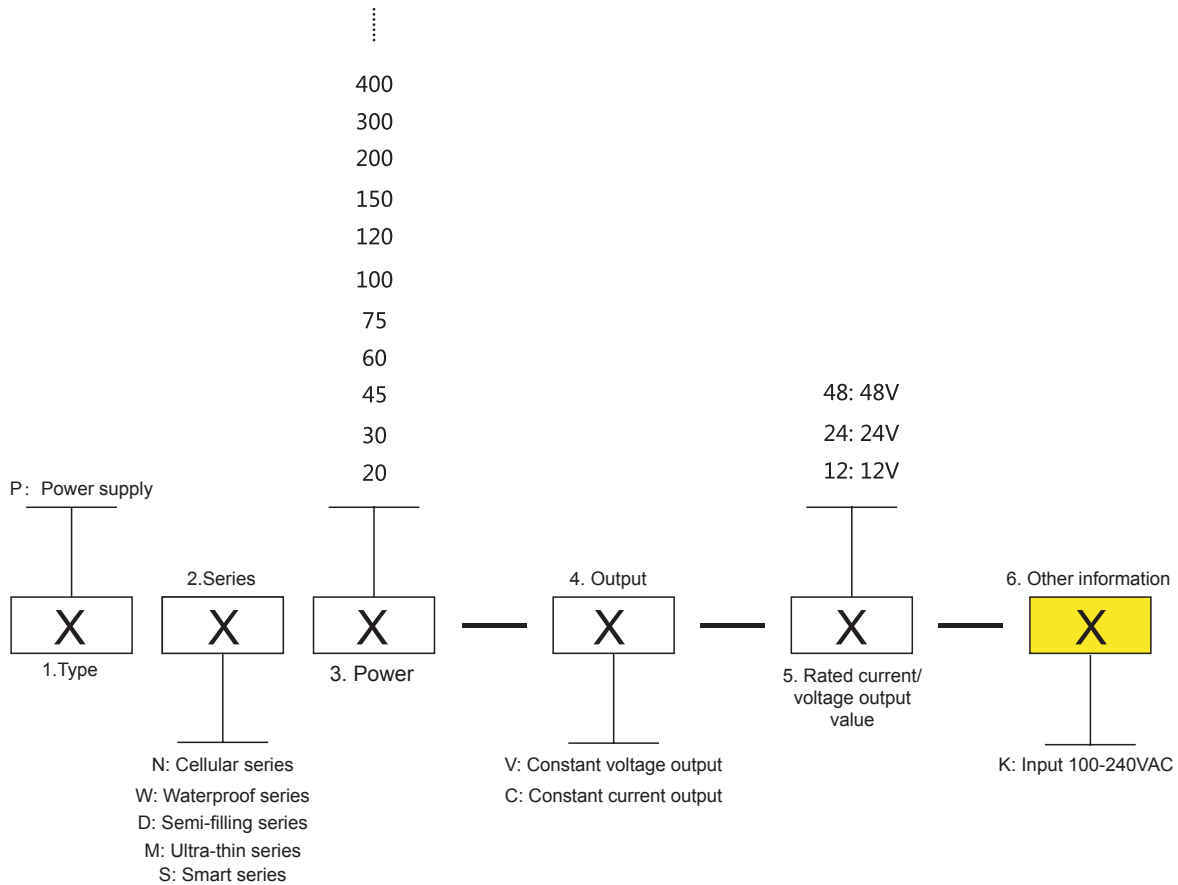 400
300
200
150
120
100
75
60
45
30
20
48: 48V
24: 24V
12: 12V
P： Power supply
2.Series
4. Output
6. Other information
X X X — X — X — X
1.Type
3. Power
5. Rated current/
voltage output
value
N: Cellular series
W: Waterproof series
D: Semi-filling series
M: Ultra-thin series
S: Smart series
V: Constant voltage output
C: Constant current output
K: Input 100-240VAC